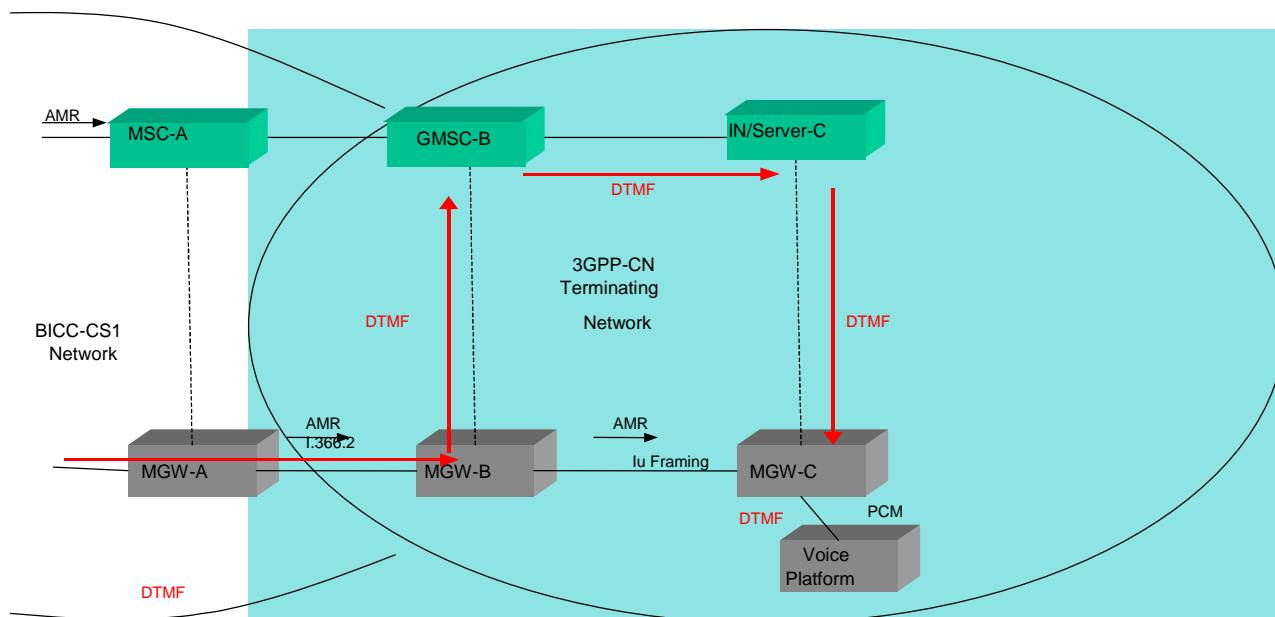 AMR
MSC-A
GMSC-B
IN/Server-C
DTMF
3GPP-CN
Terminating
Network
BICC-CS1
Network
DTMF
DTMF
AMR
I.366.2
AMR
Iu Framing
MGW-A
MGW-B
MGW-C
DTMF
PCM
Voice
Platform
DTMF